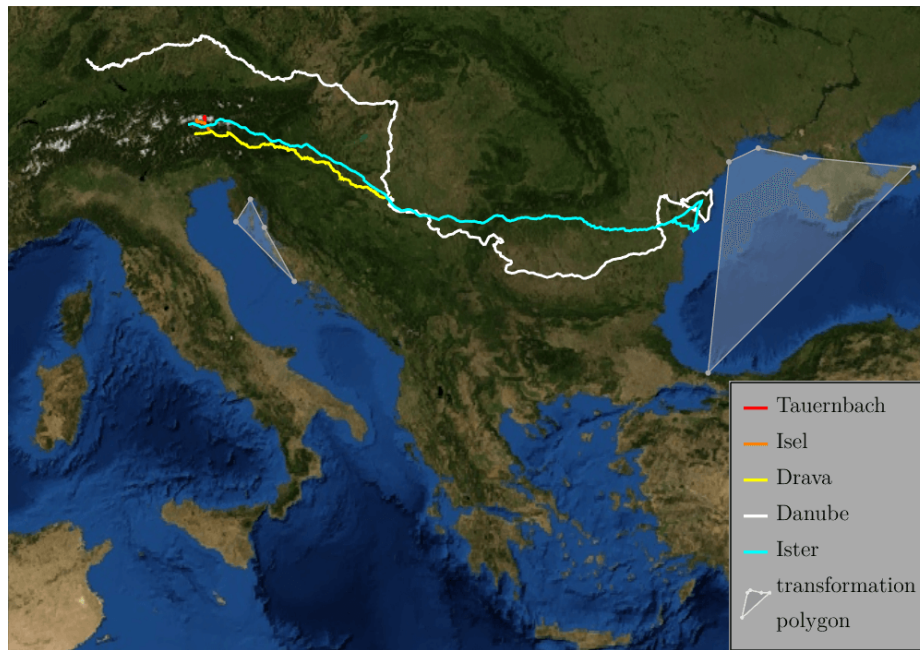 Tauernbach
Isel
Drava
Danube
Ister
transformation
polygon